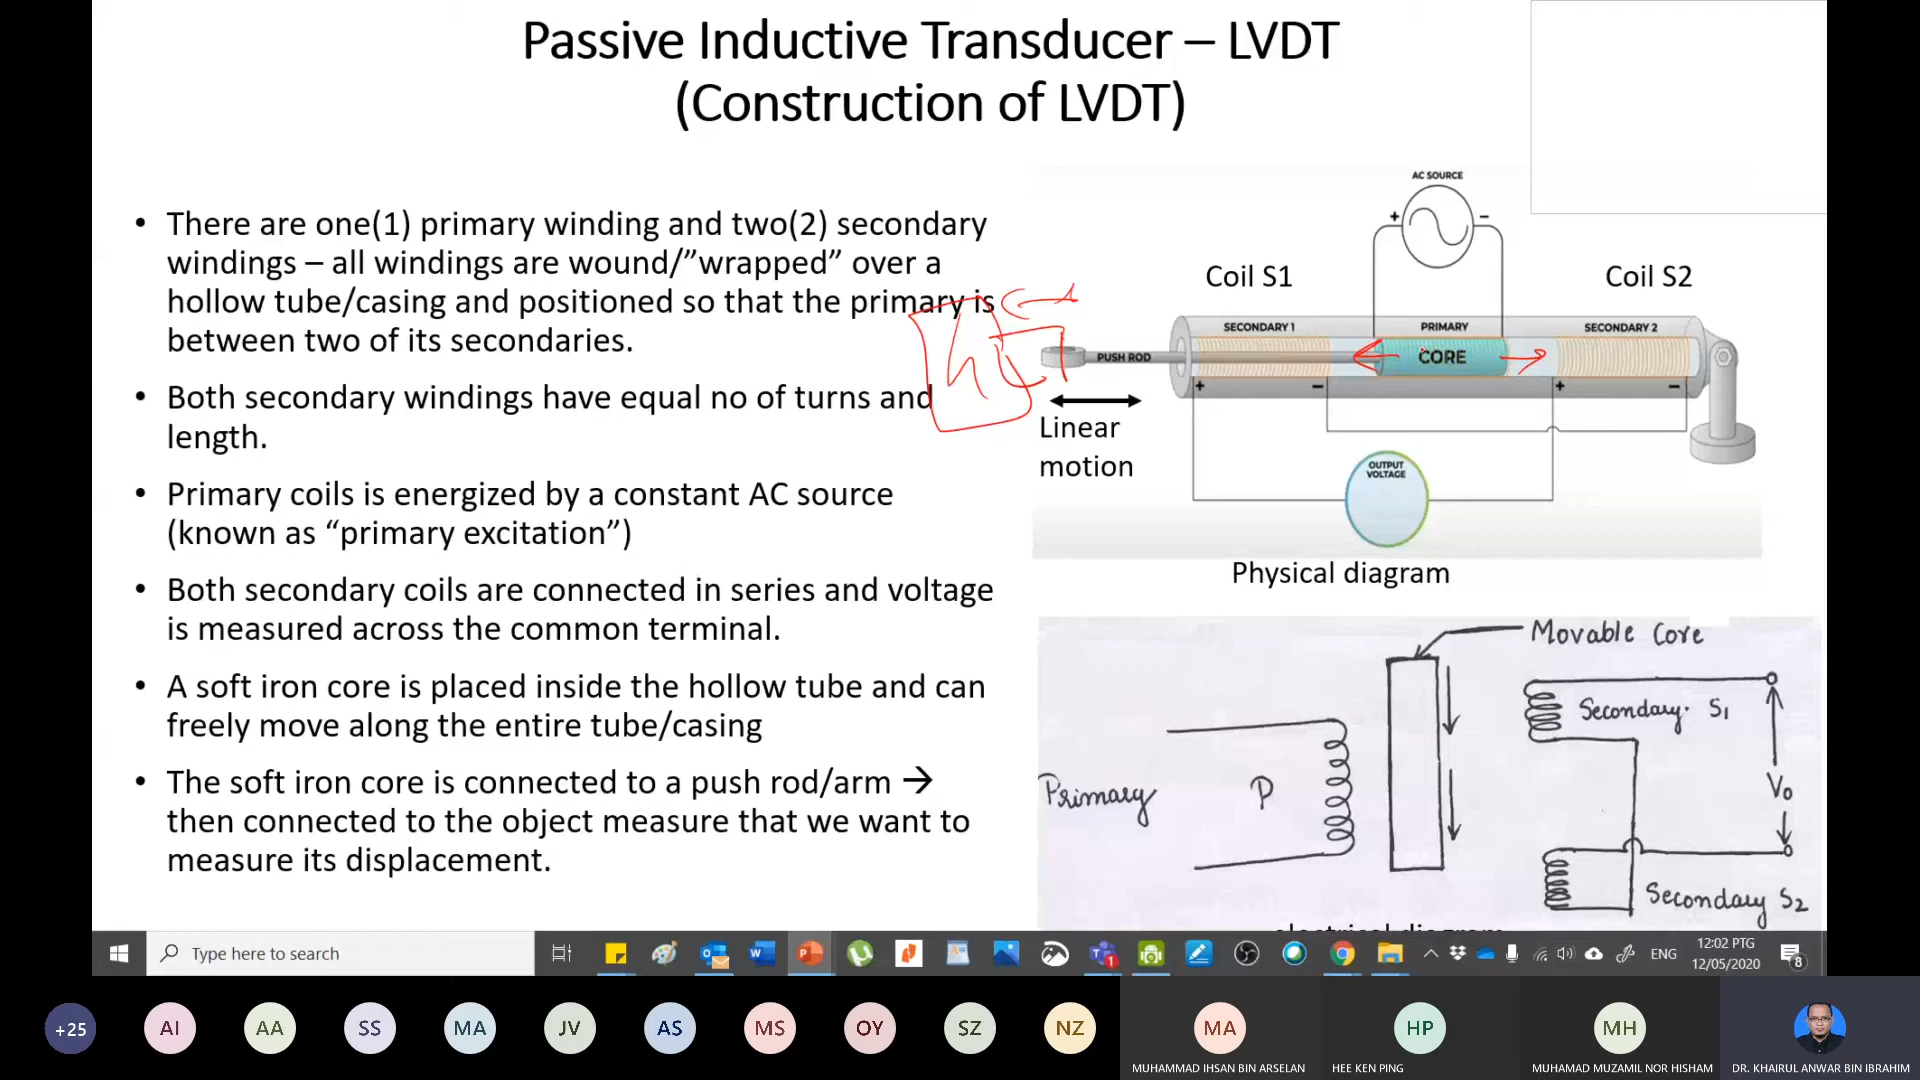 Passive Inductive Transducer – LVDT
(Construction of LVDT)
• There are one(1) primary winding and two(2) secondary
windings – all windings are wound/”wrapped” over a
hollow tube/casing and positioned so that the primary is
between two of its secondaries.
• Both secondary windings have equal no of turns and
length.
• Primary coils is energized by a constant AC source
(known as “primary excitation”)
• Both secondary coils are connected in series and voltage
is measured across the common terminal.
• A soft iron core is placed inside the hollow tube and can
freely move along the entire tube/casing
• The soft iron core is connected to a push rod/arm →
then connected to the object measure that we want to
measure its displacement.
AC SOURCE
+ −
Coil S1
Coil S2
SECONDARY 1
PRIMARY
SECONDARY 2
PUSH ROD
CORE
+ − + −
Linear
motion
OUTPUT
VOLTAGE
Physical diagram
Movable Core
Secondary S1
Primary
P
Vo
Secondary S2
Type here to search
1
ENG
12:02 PTG
12/05/2020
8
+25
AI
AA
SS
MA
JV
AS
MS
OY
SZ
NZ
MA
MUHAMMAD IHSAN BIN ARSELAN
HP
HEE KEN PING
MH
MUHAMAD MUZAMIL NOR HISHAM
DR. KHAIRUL ANWAR BIN IBRAHIM